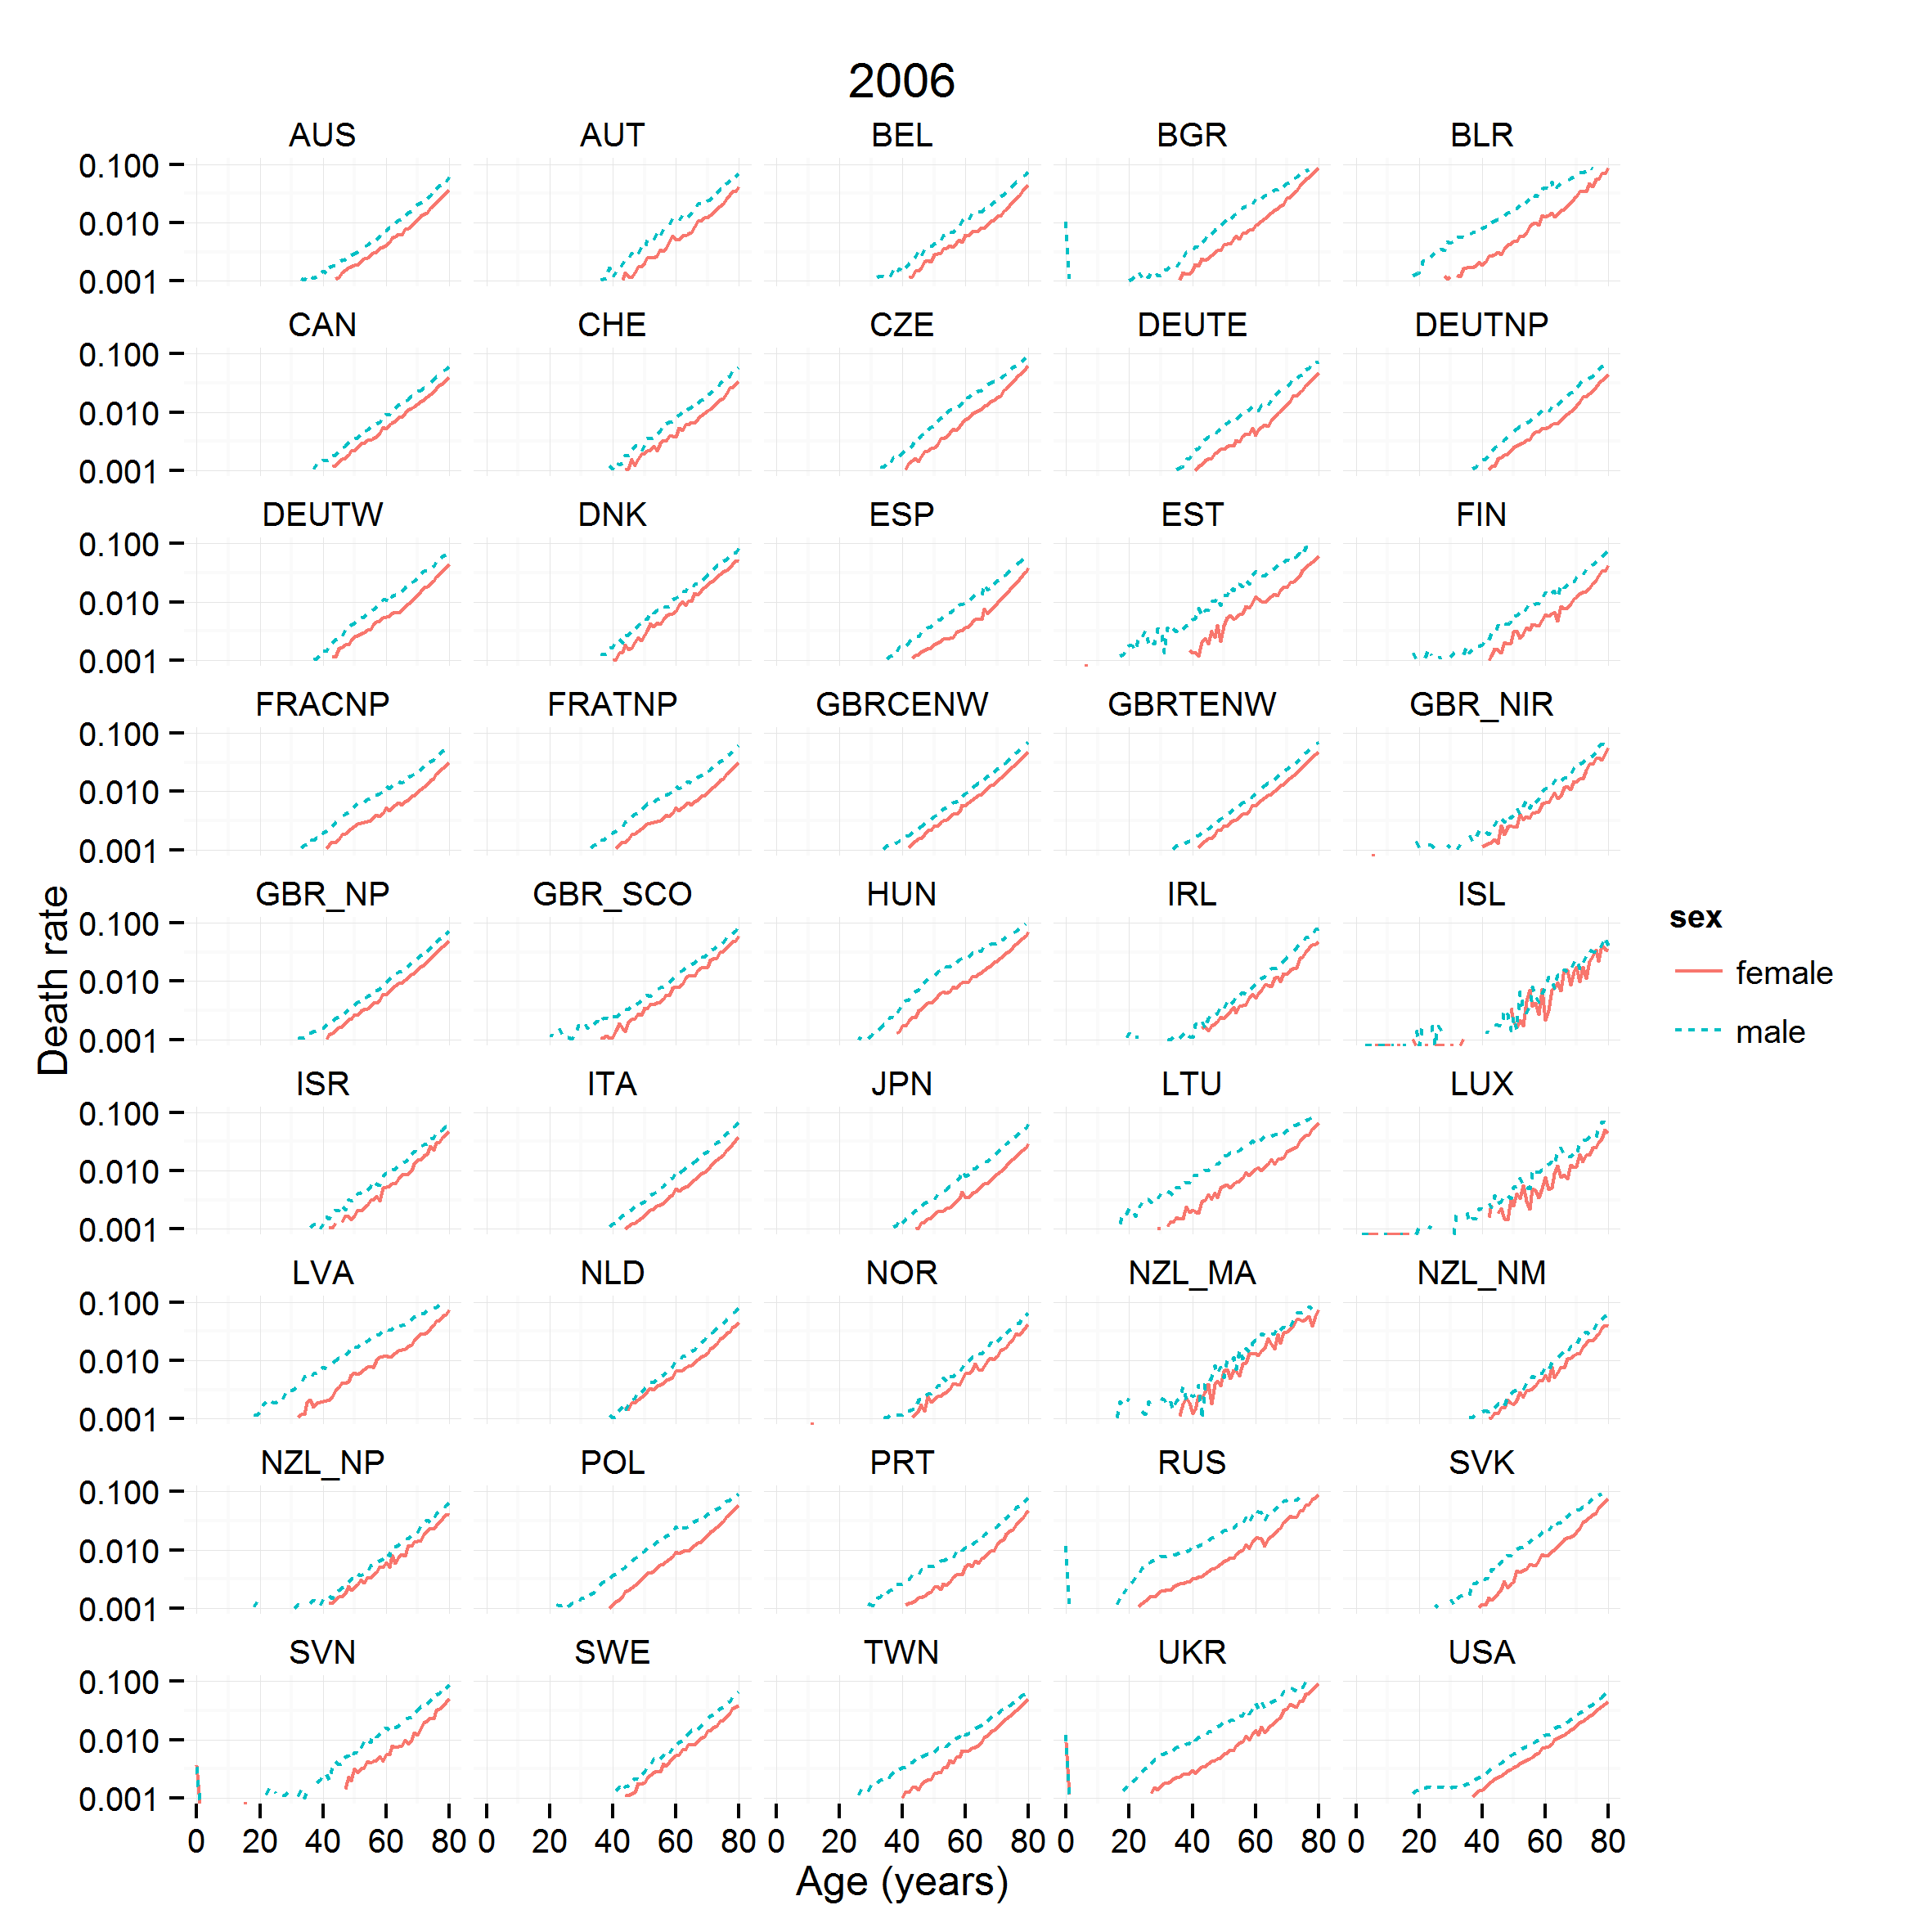 2006
AUS AUT BEL BGR BLR
0.100
0.010
0.001
CAN CHE CZE DEUTE DEUTNP
0.100
0.010
0.001
DEUTW DNK ESP EST FIN
0.100
0.010
0.001
FRACNP FRATNP GBRCENW GBRTENW GBR_NIR
0.100
0.010
0.001
GBR_NP GBR_SCO HUN IRL ISL
0.100
0.010
0.001
ISR ITA JPN LTU LUX
0.100
0.010
0.001
LVA NLD NOR NZL_MA NZL_NM
0.100
0.010
0.001
NZL_NP POL PRT RUS SVK
0.100
0.010
0.001
SVN SWE TWN UKR USA
0.100
0.010
0.001
0 20 40 60 80 0 20 40 60 80 0 20 40 60 80 0 20 40 60 80 0 20 40 60 80
Age (years)
Death rate
sex
female
male